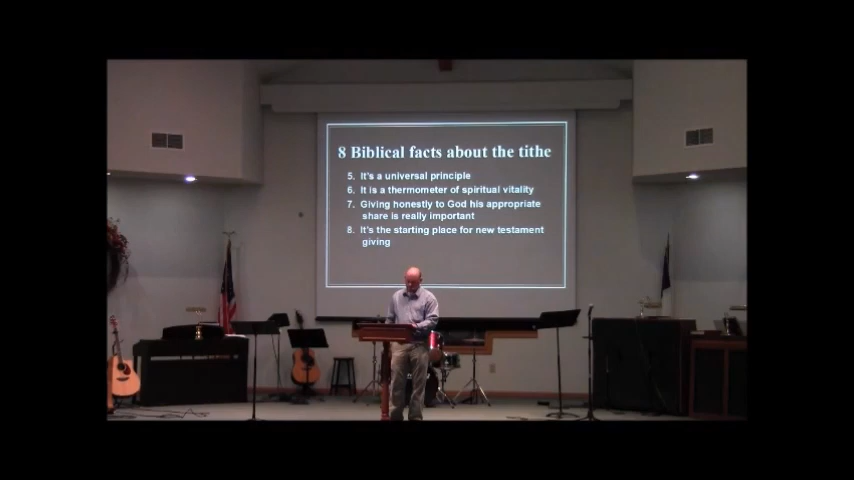 8 Biblical facts about the tithe
5. It's a universal principle
6. It is a thermometer of spiritual vitality
7. Giving honestly to God his appropriate
share is really important
8. It's the starting place for new testament
giving